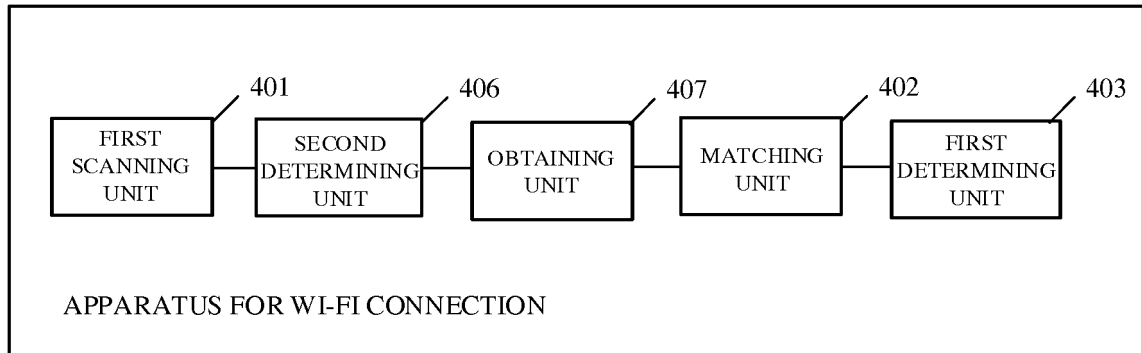 401
406
407
402
403
FIRST
SCANNING
UNIT
SECOND
DETERMINING
UNIT
OBTAINING
UNIT
MATCHING
UNIT
FIRST
DETERMINING
UNIT
APPARATUS FOR WI-FI CONNECTION